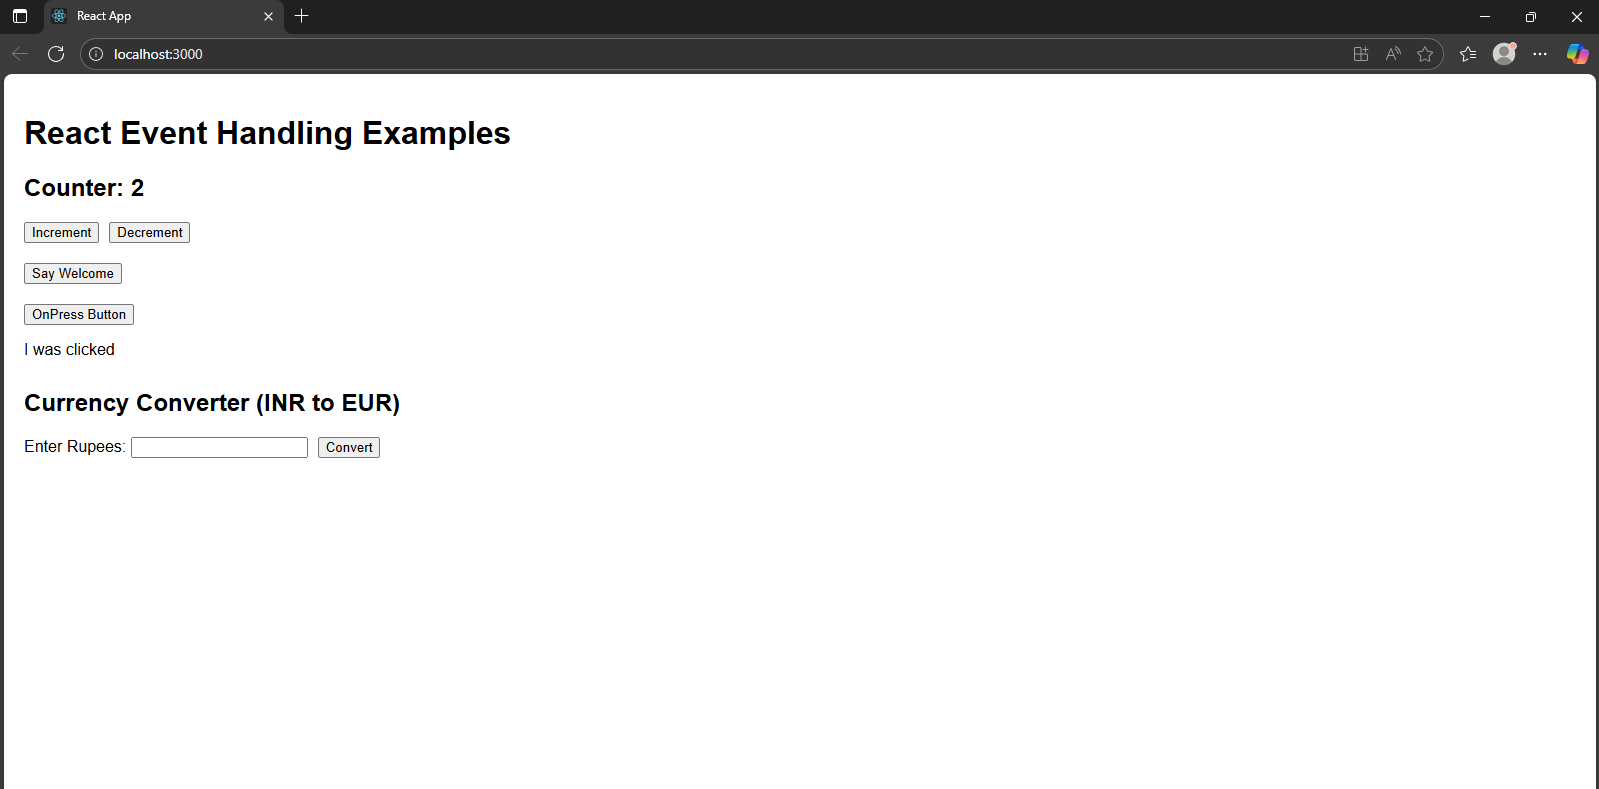 React App
localhost:3000
React Event Handling Examples
Counter: 2
Increment Decrement
Say Welcome
OnPress Button
I was clicked
Currency Converter (INR to EUR)
Enter Rupees: Convert